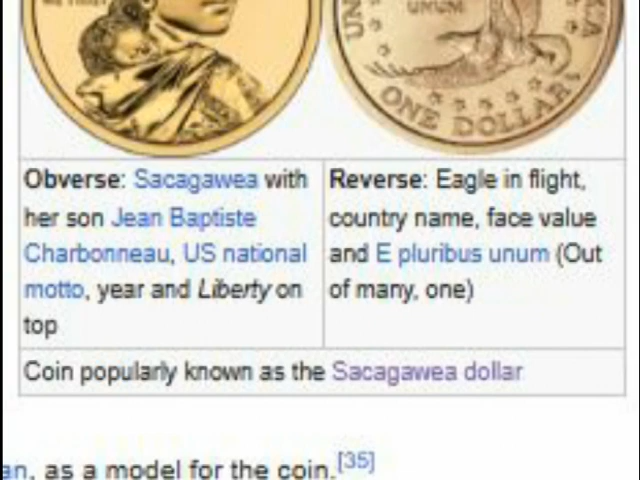 UN
UNUM
CA
ONE DOLLAR
Obverse: Sacagawea with
her son Jean Baptiste
Charbonneau, US national
motto, year and Liberty on
top
Reverse: Eagle in flight,
country name, face value
and E pluribus unum (Out
of many, one)
Coin popularly known as the Sacagawea dollar
an, as a model for the coin.[35]